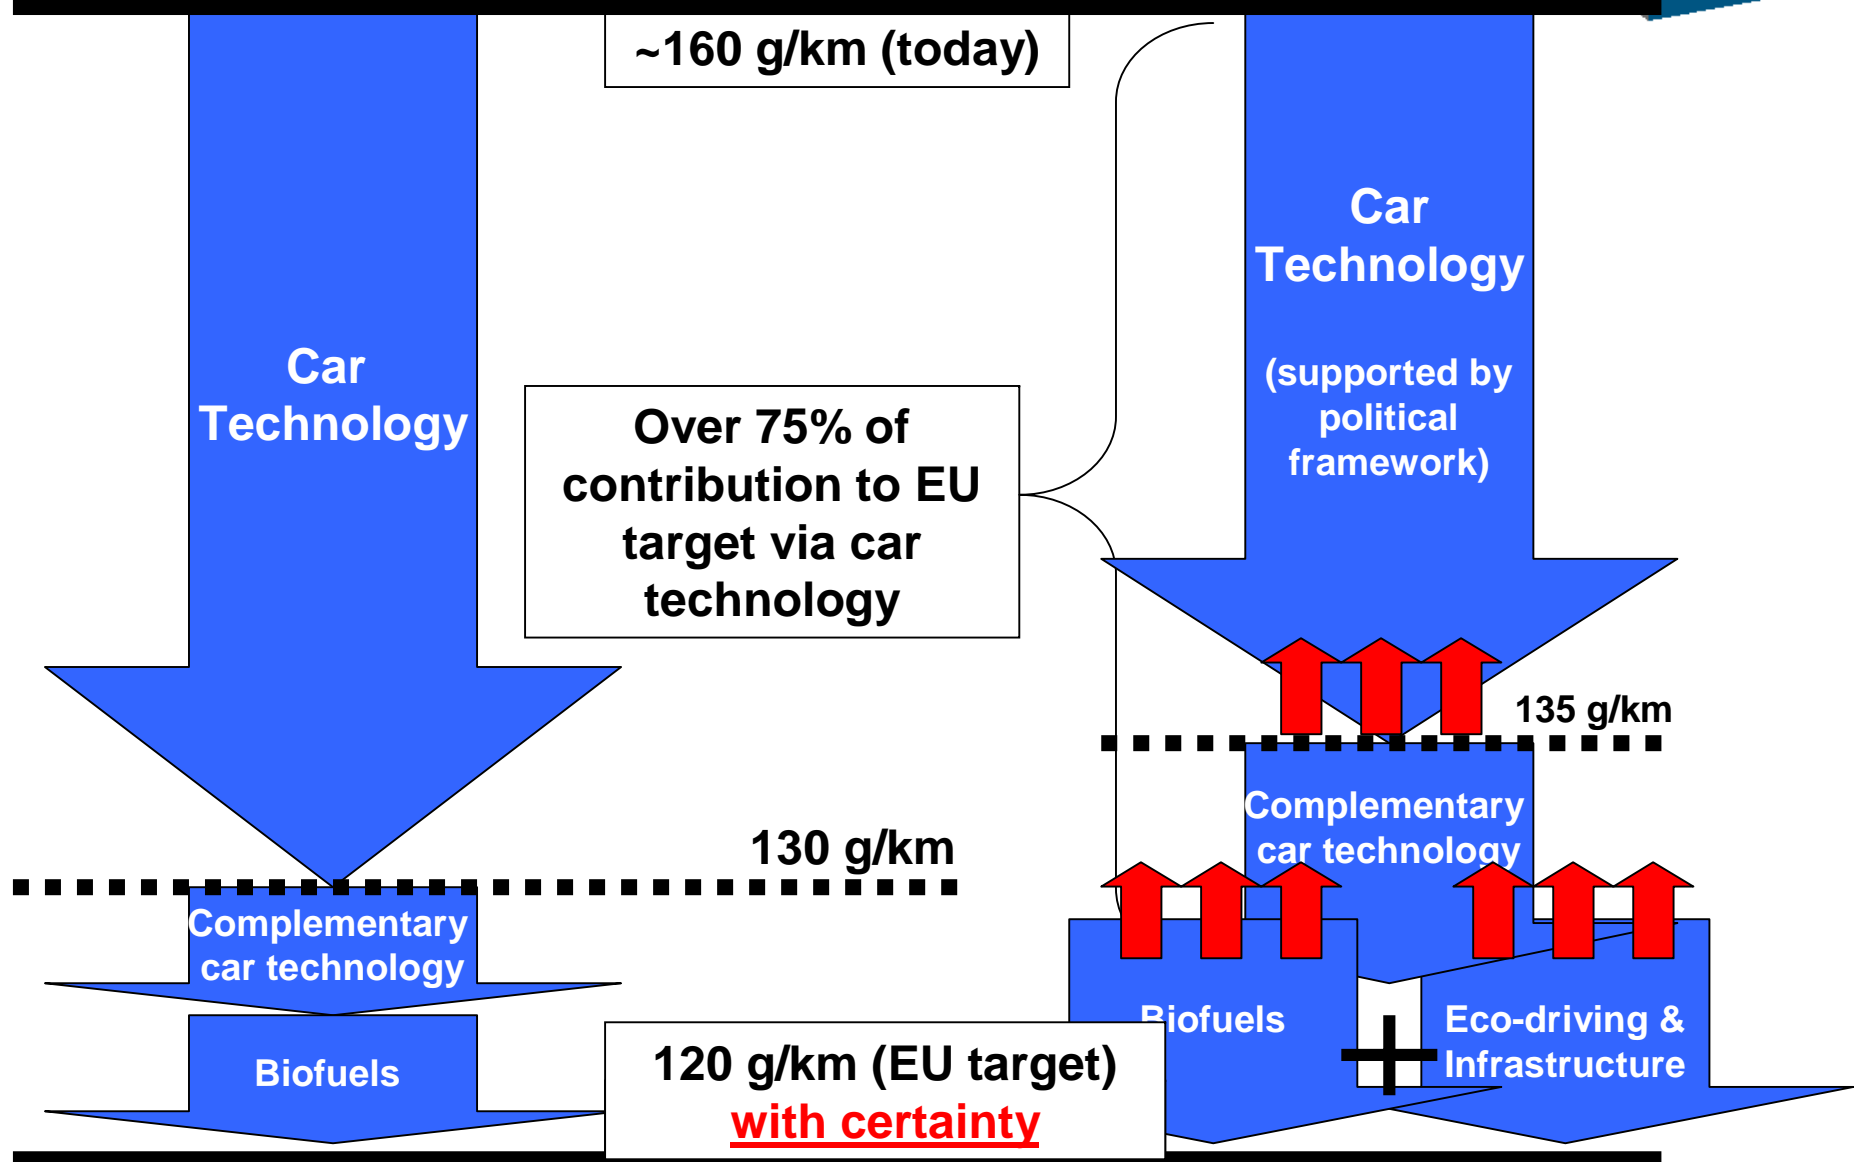 ~160 g/km (today)
Car
Technology
(supported by
political
framework)
Car
Technology
Over 75% of
contribution to EU
target via car
technology
135 g/km
Complementary
car technology
130 g/km
Complementary
car technology
Biofuels
Eco-driving &
Infrastructure
+
Biofuels
120 g/km (EU target)
with certainty